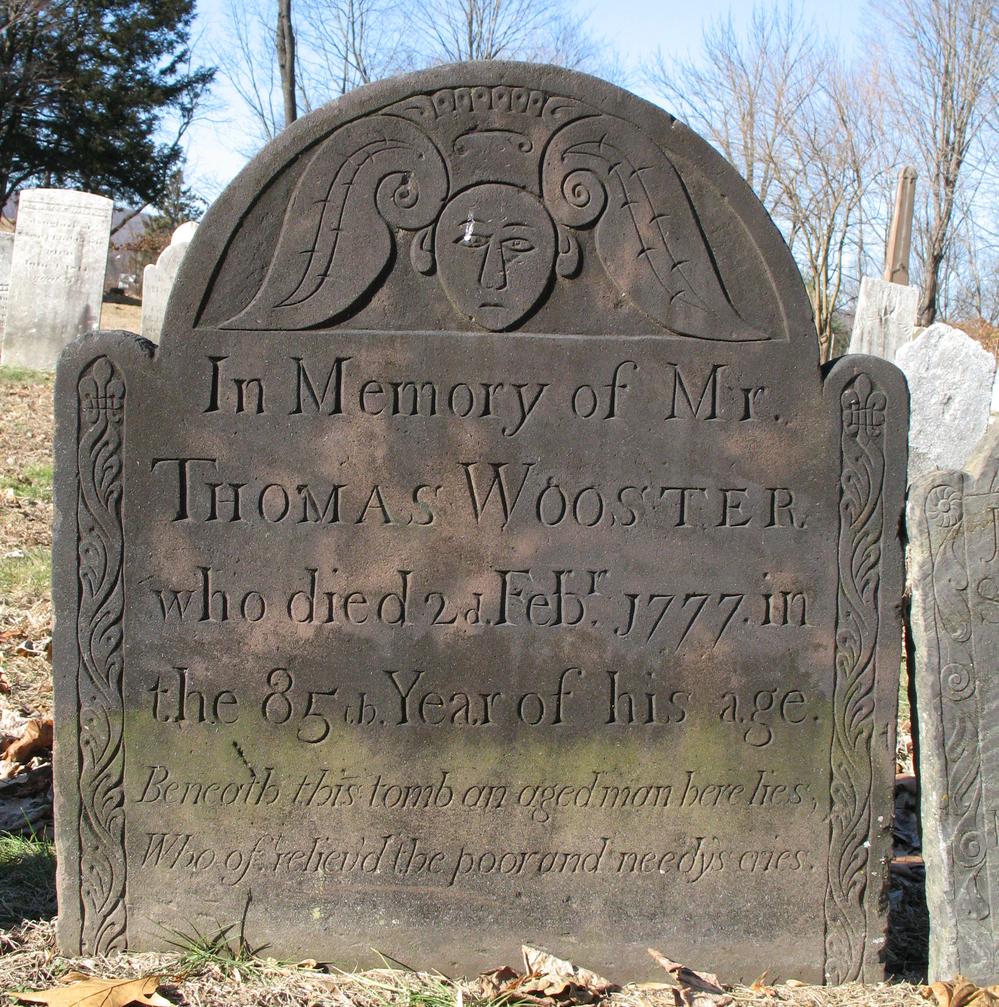 In Memory of Mr.
THOMAS WOOSTER
who died 2d. Febr. 1777. in
the 85th. Year of his age.
Beneath this tomb an aged man here lies,
Who oft reliev'd the poor and needy's cries.